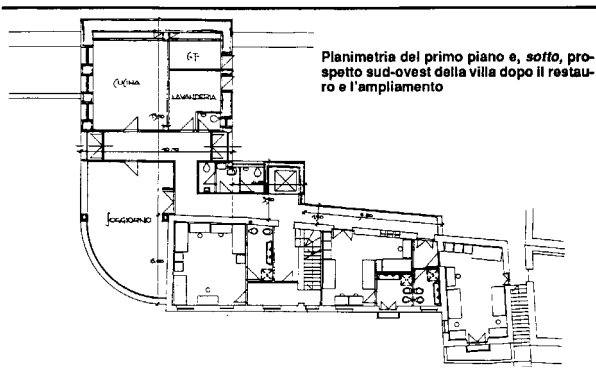 Planimetria del primo piano e, sotto, pro-
spetto sud-ovest della villa dopo il restau-
ro e l'ampliamento
C.T.
CUCINA
LAVANDERIA
SOGGIORNO